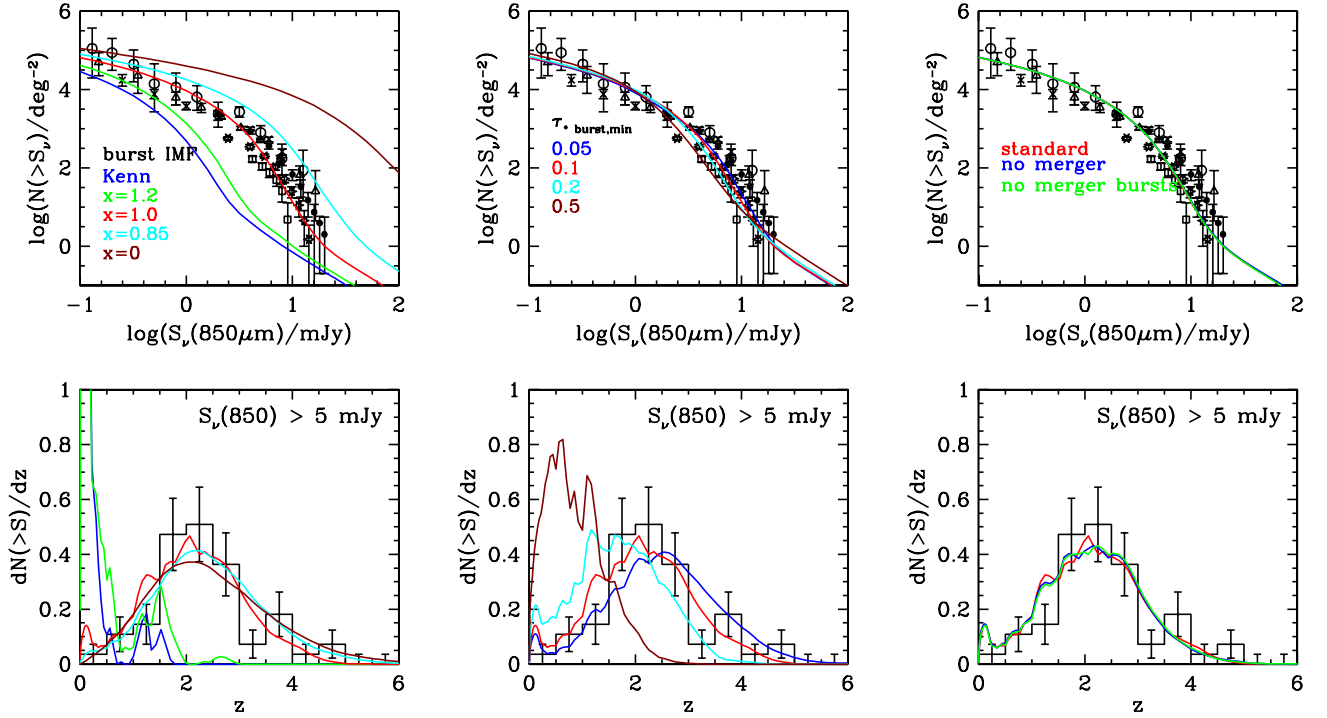 6
4
2
0
log(N(>Sν)/deg⁻²)
burst IMF
Kenn
x=1.2
x=1.0
x=0.85
x=0
−1 0 1 2
log(Sν(850μm)/mJy)
6
4
2
0
log(N(>Sν)/deg⁻²)
τ* burst,min
0.05
0.1
0.2
0.5
−1 0 1 2
log(Sν(850μm)/mJy)
6
4
2
0
log(N(>Sν)/deg⁻²)
standard
no merger
no merger bursts
−1 0 1 2
log(Sν(850μm)/mJy)
1
0.8
0.6
0.4
0.2
0
dN(>S)/dz
Sν(850) > 5 mJy
0 2 4 6
z
1
0.8
0.6
0.4
0.2
0
dN(>S)/dz
Sν(850) > 5 mJy
0 2 4 6
z
1
0.8
0.6
0.4
0.2
0
dN(>S)/dz
Sν(850) > 5 mJy
0 2 4 6
z